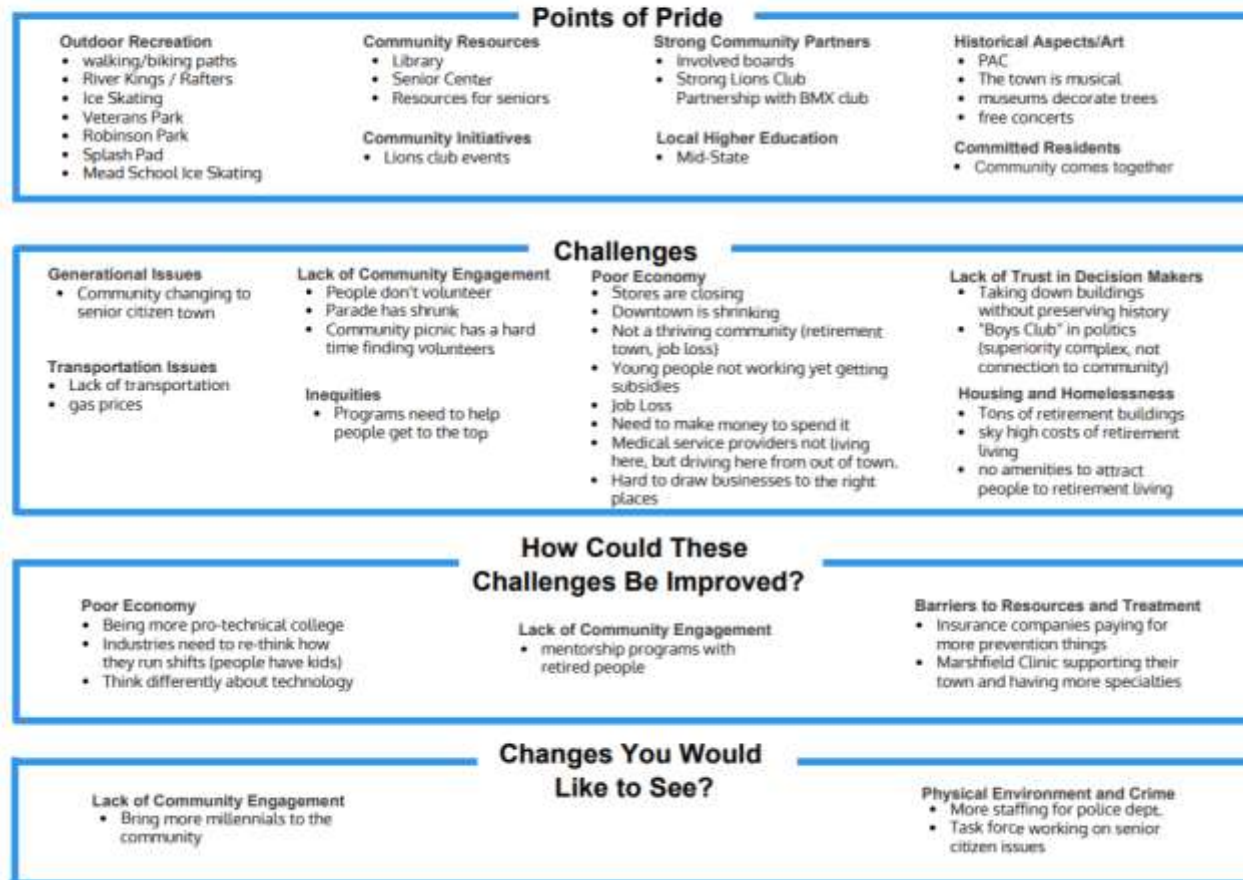 Points of Pride
Outdoor Recreation
• walking/biking paths
• River Kings / Rafters
• Ice Skating
• Veterans Park
• Robinson Park
• Splash Pad
• Mead School Ice Skating
Community Resources
• Library
• Senior Center
• Resources for seniors
Community Initiatives
• Lions club events
Strong Community Partners
• Involved boards
• Strong Lions Club
Partnership with BMX club
Local Higher Education
• Mid-State
Historical Aspects/Art
• PAC
• The town is musical
• museums decorate trees
• free concerts
Committed Residents
• Community comes together
Challenges
Generational Issues
• Community changing to
senior citizen town
Transportation Issues
• Lack of transportation
• gas prices
Lack of Community Engagement
• People don't volunteer
• Parade has shrunk
• Community picnic has a hard
time finding volunteers
Inequities
• Programs need to help
people get to the top
Poor Economy
• Stores are closing
• Downtown is shrinking
• Not a thriving community (retirement
town, job loss)
• Young people not working yet getting
subsidies
• Job Loss
• Need to make money to spend it
• Medical service providers not living
here, but driving here from out of town.
• Hard to draw businesses to the right
places
Lack of Trust in Decision Makers
• Taking down buildings
without preserving history
• "Boys Club" in politics
(superiority complex, not
connection to community)
Housing and Homelessness
• Tons of retirement buildings
• sky high costs of retirement
living
• no amenities to attract
people to retirement living
How Could These
Challenges Be Improved?
Poor Economy
• Being more pro-technical college
• Industries need to re-think how
they run shifts (people have kids)
• Think differently about technology
Lack of Community Engagement
• mentorship programs with
retired people
Barriers to Resources and Treatment
• Insurance companies paying for
more prevention things
• Marshfield Clinic supporting their
town and having more specialties
Changes You Would
Like to See?
Lack of Community Engagement
• Bring more millennials to the
community
Physical Environment and Crime
• More staffing for police dept.
• Task force working on senior
citizen issues